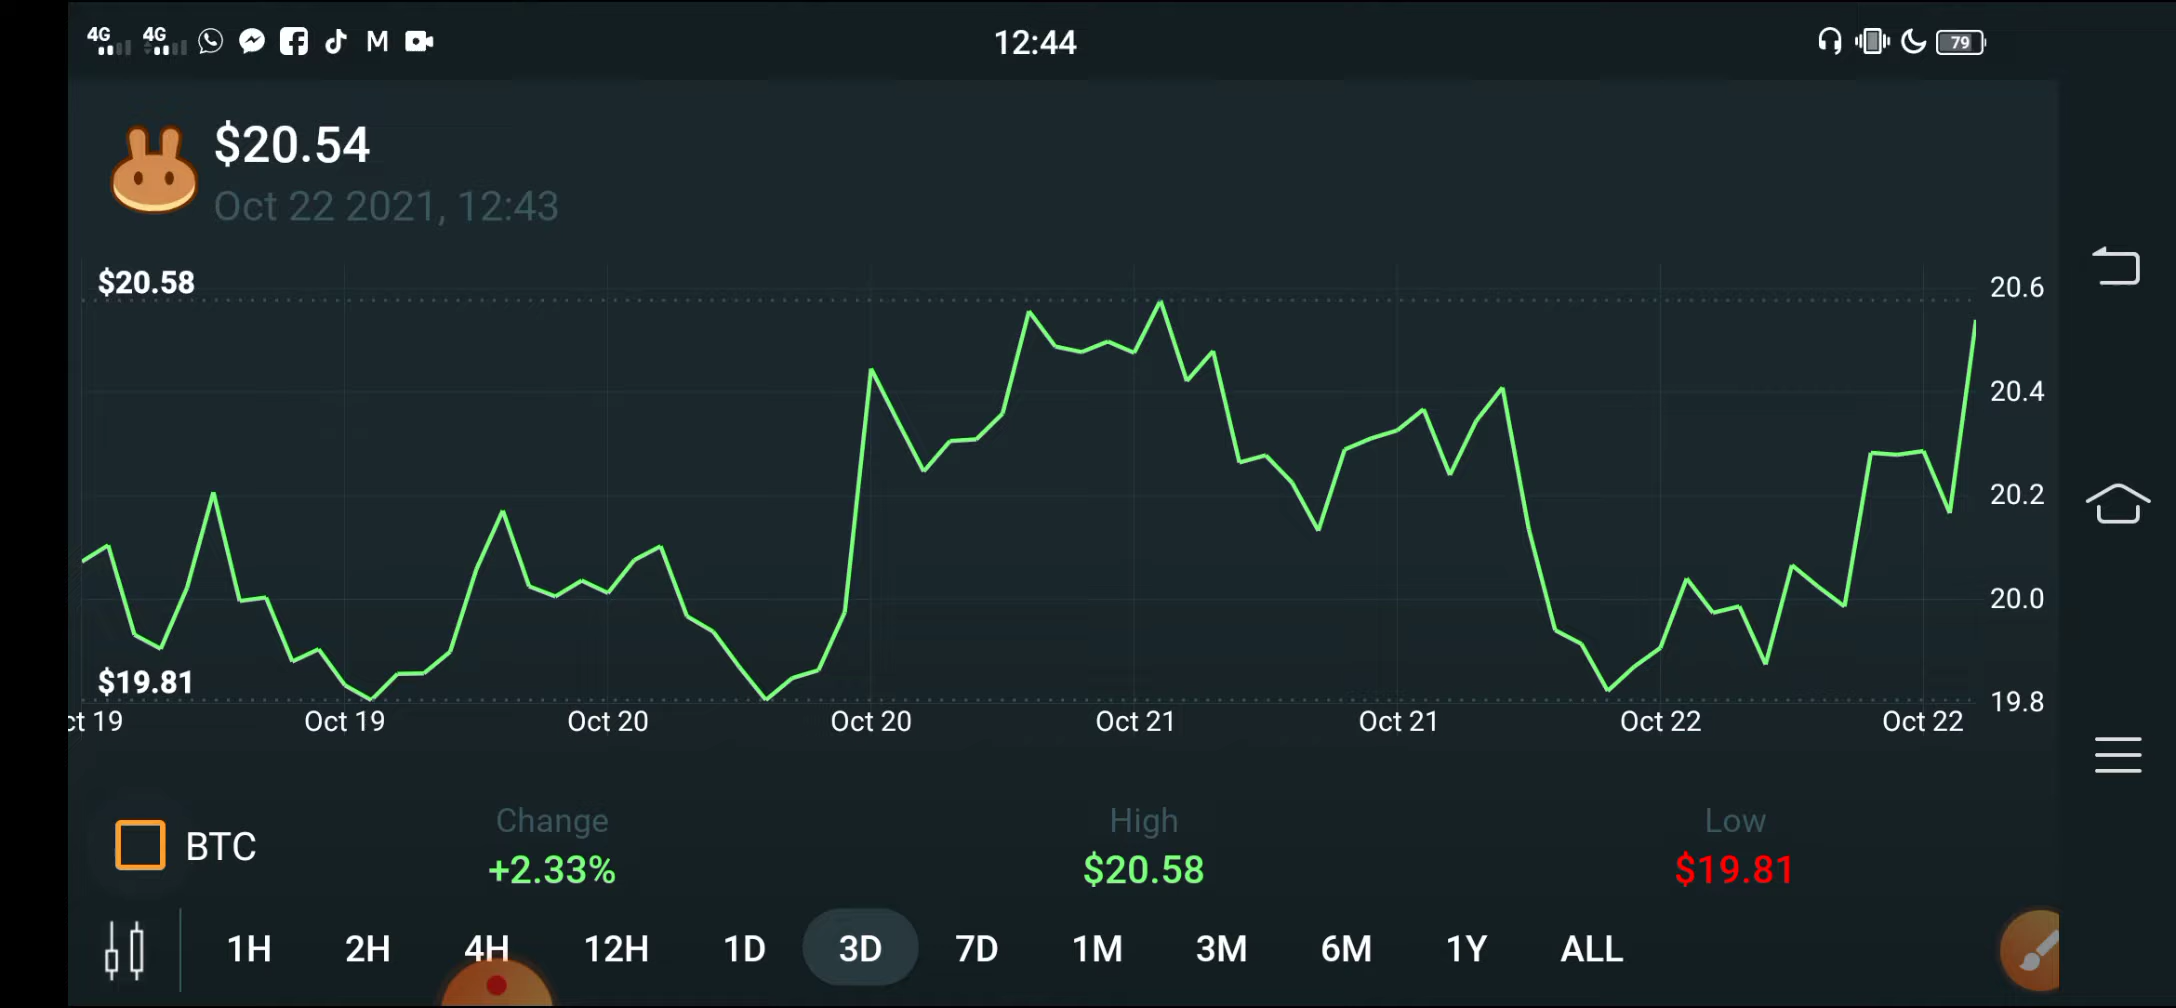 4G 4G M 12:44 79
$20.54
Oct 22 2021, 12:43
$20.58
20.6
20.4
20.2
20.0
$19.81
19.8
ct 19 Oct 19 Oct 20 Oct 20 Oct 21 Oct 21 Oct 22 Oct 22
Change High Low
BTC +2.33% $20.58 $19.81
1H 2H 4H 12H 1D 3D 7D 1M 3M 6M 1Y ALL